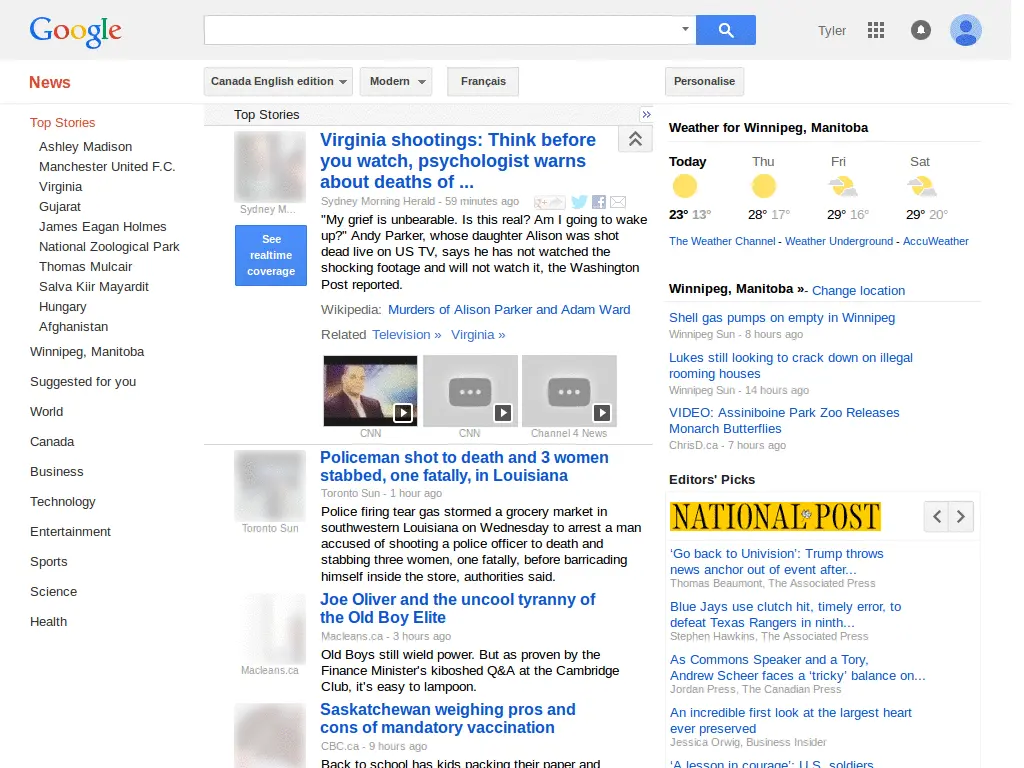 Google
Tyler
News
Canada English edition
Modern
Français
Personalise
Top Stories
Ashley Madison
Manchester United F.C.
Virginia
Gujarat
James Eagan Holmes
National Zoological Park
Thomas Mulcair
Salva Kiir Mayardit
Hungary
Afghanistan
Winnipeg, Manitoba
Suggested for you
World
Canada
Business
Technology
Entertainment
Sports
Science
Health
Top Stories
»
Virginia shootings: Think before
you watch, psychologist warns
about deaths of ...
Sydney M...
Sydney Morning Herald - 59 minutes ago
See
realtime
coverage
"My grief is unbearable. Is this real? Am I going to wake
up?" Andy Parker, whose daughter Alison was shot
dead live on US TV, says he has not watched the
shocking footage and will not watch it, the Washington
Post reported.
Wikipedia: Murders of Alison Parker and Adam Ward
Related Television » Virginia »
CNN
CNN
Channel 4 News
Policeman shot to death and 3 women
stabbed, one fatally, in Louisiana
Toronto Sun
Toronto Sun - 1 hour ago
Police firing tear gas stormed a grocery market in
southwestern Louisiana on Wednesday to arrest a man
accused of shooting a police officer to death and
stabbing three women, one fatally, before barricading
himself inside the store, authorities said.
Joe Oliver and the uncool tyranny of
the Old Boy Elite
Macleans.ca
Macleans.ca - 3 hours ago
Old Boys still wield power. But as proven by the
Finance Minister's kiboshed Q&A at the Cambridge
Club, it's easy to lampoon.
Saskatchewan weighing pros and
cons of mandatory vaccination
CBC.ca - 9 hours ago
Back to school has kids packing their paper and
Weather for Winnipeg, Manitoba
Today Thu Fri Sat
23° 13° 28° 17° 29° 16° 29° 20°
The Weather Channel - Weather Underground - AccuWeather
Winnipeg, Manitoba »- Change location
Shell gas pumps on empty in Winnipeg
Winnipeg Sun - 8 hours ago
Lukes still looking to crack down on illegal
rooming houses
Winnipeg Sun - 14 hours ago
VIDEO: Assiniboine Park Zoo Releases
Monarch Butterflies
ChrisD.ca - 7 hours ago
Editors' Picks
NATIONAL POST
‘Go back to Univision’: Trump throws
news anchor out of event after...
Thomas Beaumont, The Associated Press
Blue Jays use clutch hit, timely error, to
defeat Texas Rangers in ninth...
Stephen Hawkins, The Associated Press
As Commons Speaker and a Tory,
Andrew Scheer faces a ‘tricky’ balance on...
Jordan Press, The Canadian Press
An incredible first look at the largest heart
ever preserved
Jessica Orwig, Business Insider
‘A lesson in courage’: U.S. soldiers,